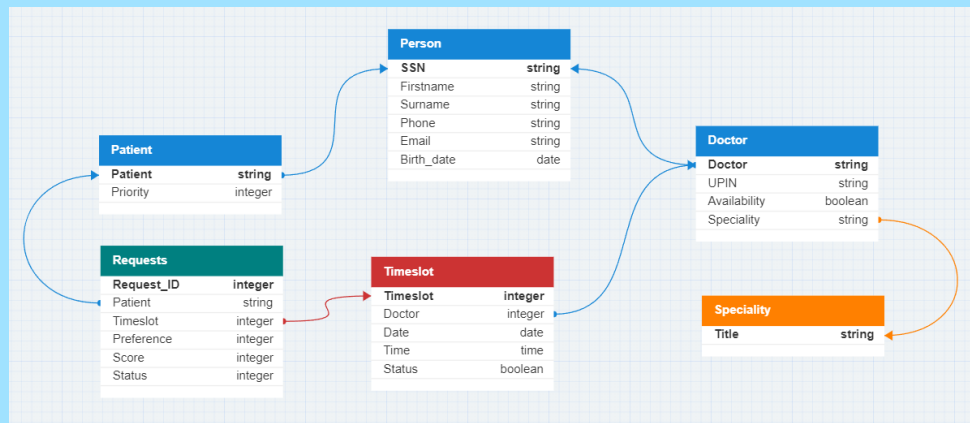 Person
SSN string
Firstname string
Surname string
Phone string
Email string
Birth_date date
Patient
Patient string
Priority integer
Doctor
Doctor string
UPIN string
Availability boolean
Speciality string
Requests
Request_ID integer
Patient string
Timeslot integer
Preference integer
Score integer
Status integer
Timeslot
Timeslot integer
Doctor integer
Date date
Time time
Status boolean
Speciality
Title string